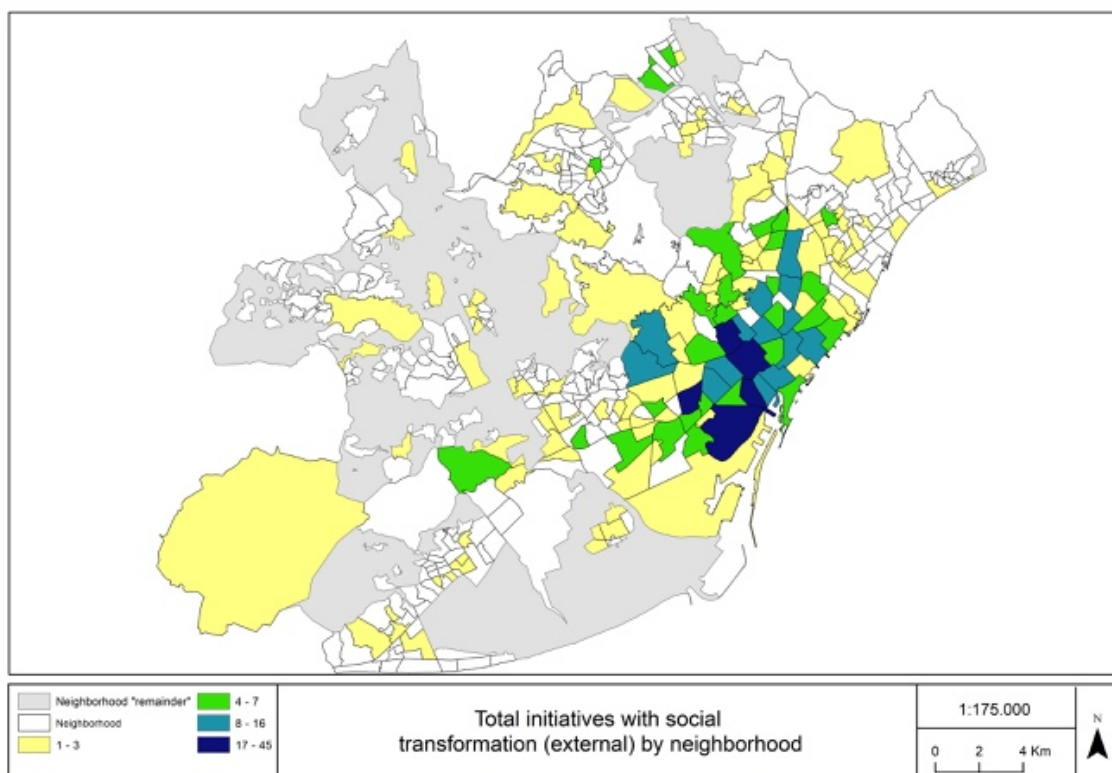 Neighborhood "remainder"
Neighborhood
1 - 3
4 - 7
8 - 16
17 - 45
Total initiatives with social
transformation (external) by neighborhood
1:175.000
0 2 4 Km
N